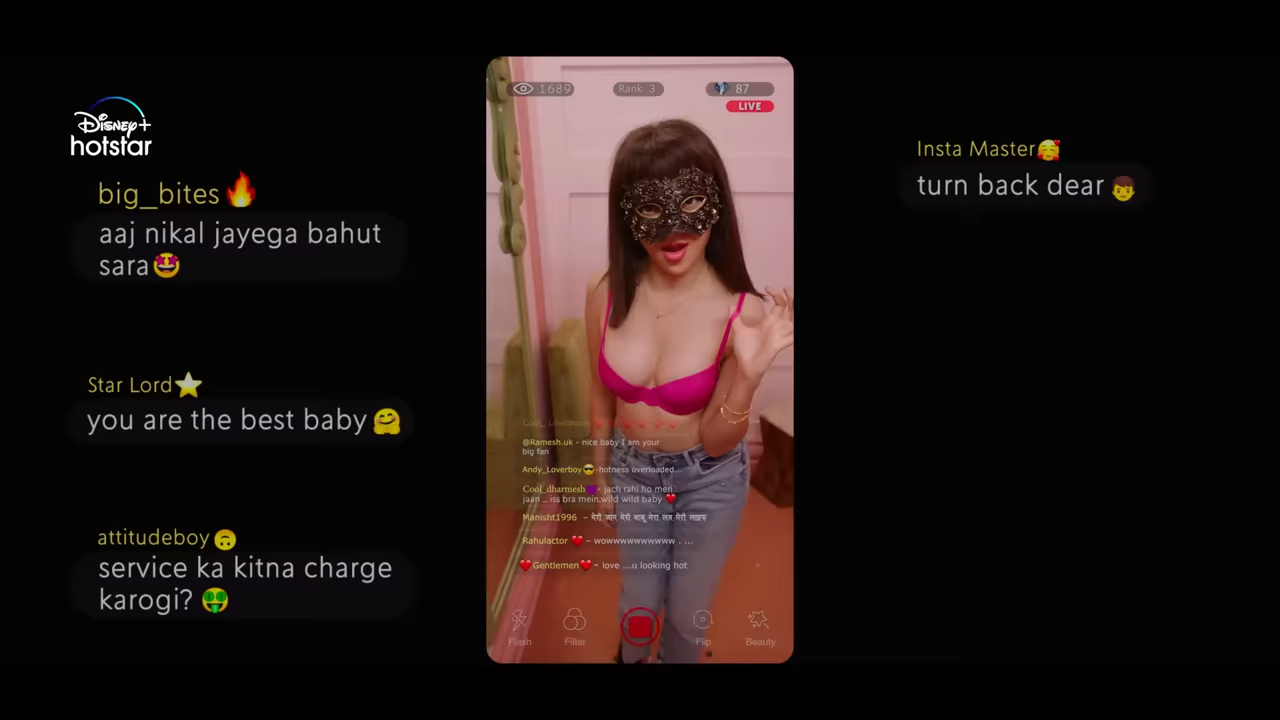 Disney+
hotstar
big_bites
aaj nikal jayega bahut
sara
Star Lord
you are the best baby
attitudeboy
service ka kitna charge
karogi?
1689
Rank 3
87
LIVE
Cool_Dharmesh
@Ramesh.uk - nice baby I am your
big fan
Andy_Loverboy -hotness overloaded...
Cool_dharmesh - jach rahi ho meri
jaan .. iss bra mein,wild wild baby
Manisht1996 - मेरी जान मेरी बाबू मेरा लव मेरी लाइफ
Rahulactor - wowwwwwwwwww . ...
Gentlemen - love ...u looking hot
Flash
Filter
Flip
Beauty
Insta Master
turn back dear